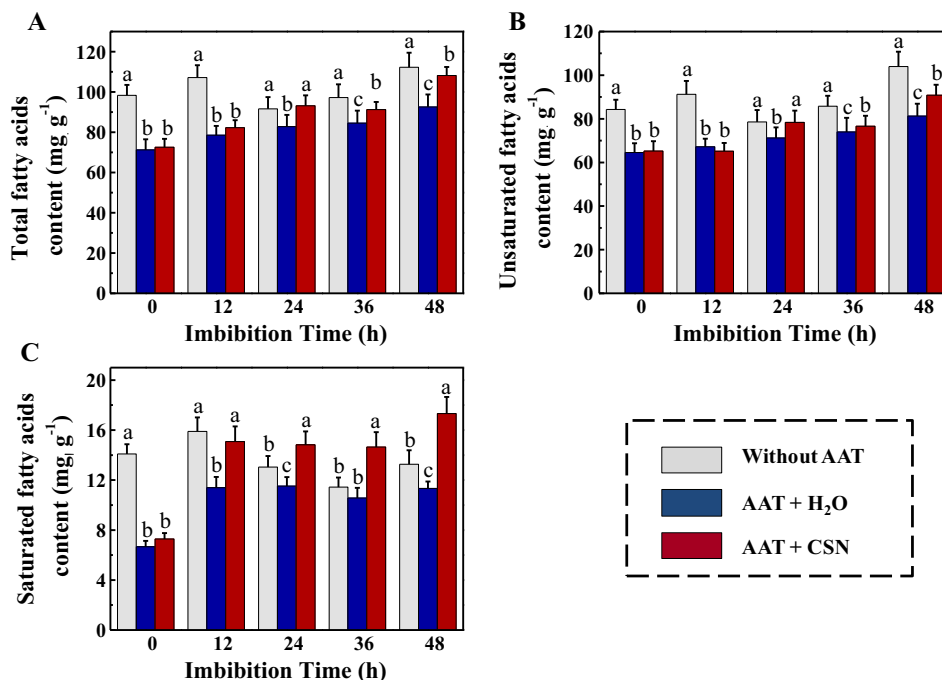 A
Total fatty acids
content (mg g⁻¹)
120
100
80
60
40
20
0
a
b
b
a
b
b
a
b
a
a
c
b
a
c
b
0
12
24
36
48
Imbibition Time (h)
B
Unsaturated fatty acids
content (mg g⁻¹)
120
100
80
60
40
20
0
a
b
b
a
b
b
a
b
a
a
c
b
a
c
b
0
12
24
36
48
Imbibition Time (h)
C
Saturated fatty acids
content (mg g⁻¹)
20
16
12
8
4
0
a
b
b
a
b
a
b
c
a
b
b
a
b
c
a
0
12
24
36
48
Imbibition Time (h)
Without AAT
AAT + H₂O
AAT + CSN